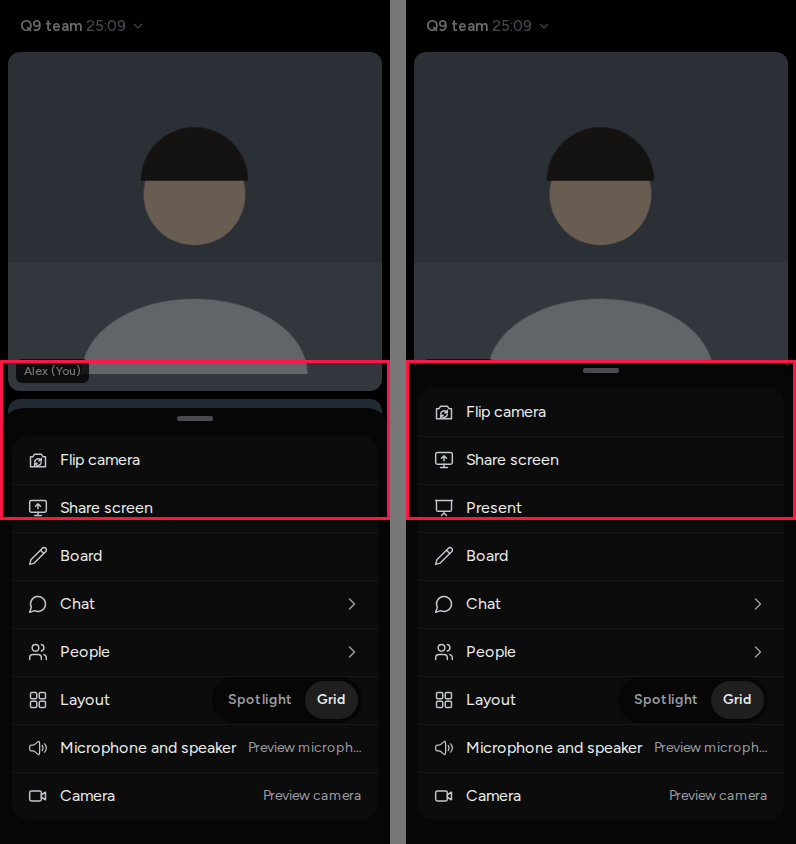 Q9 team 25:09
Alex (You)
Flip camera
Share screen
Board
Chat
People
Layout Spotlight Grid
Microphone and speaker Preview microph...
Camera Preview camera
Q9 team 25:09
Flip camera
Share screen
Present
Board
Chat
People
Layout Spotlight Grid
Microphone and speaker Preview microph...
Camera Preview camera